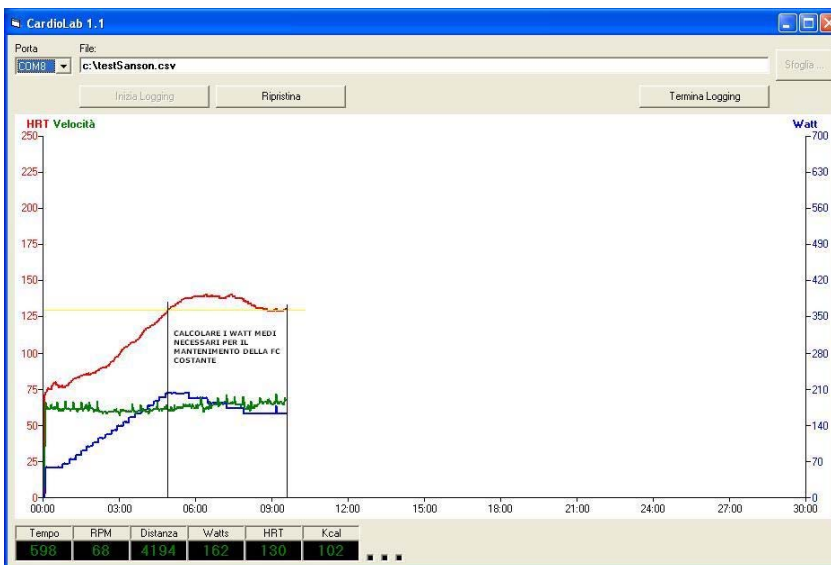 CardioLab 1.1
Porta File:
COM8 c:\testSanson.csv Sfoglia ...
Inizia Logging Ripristina Termina Logging
HRT Velocità Watt
250 700
225 630
200 560
175 490
150 420
125 350
100 280
75 210
50 140
25 70
0 0
CALCOLARE I WATT MEDI
NECESSARI PER IL
MANTENIMENTO DELLA FC
COSTANTE
00:00 03:00 06:00 09:00 12:00 15:00 18:00 21:00 24:00 27:00 30:00
Tempo RPM Distanza Watts HRT Kcal
598 68 4194 162 130 102